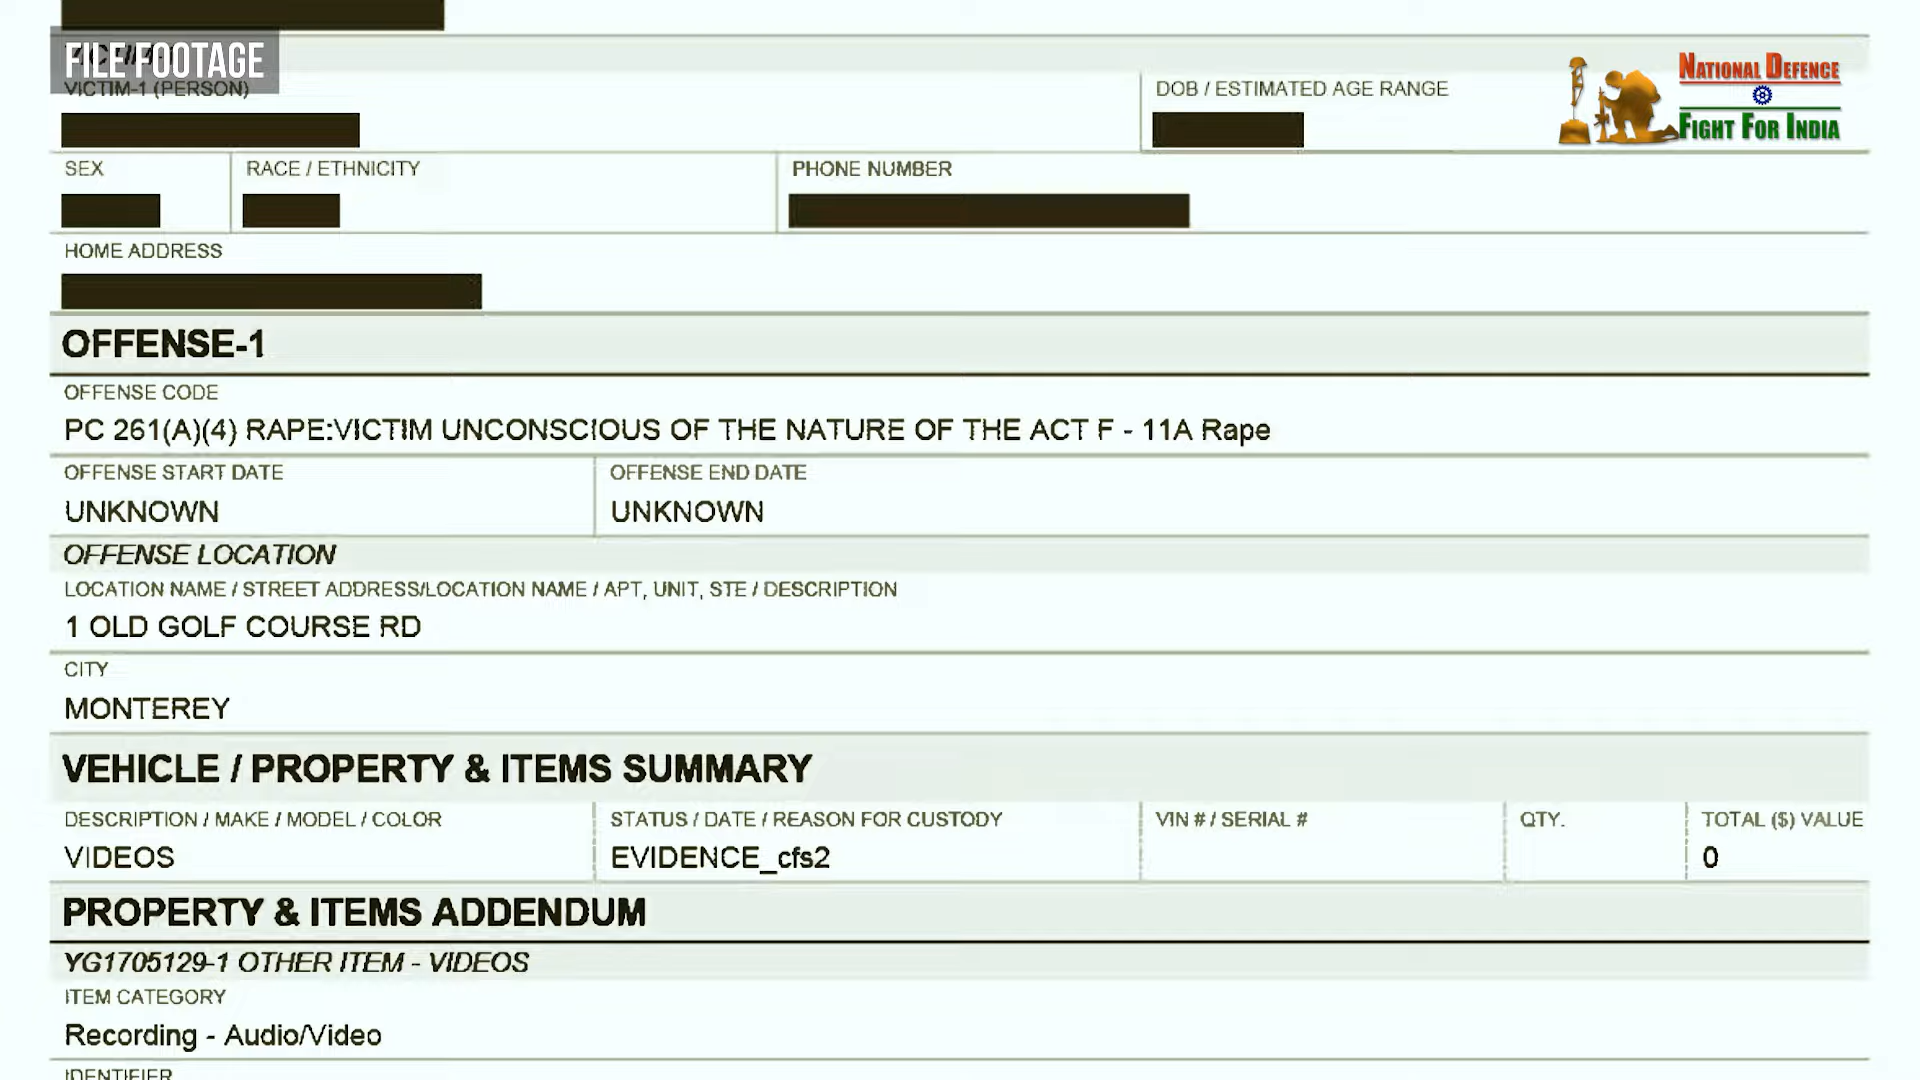 FILE FOOTAGE
VICTIM-1 (PERSON)
DOB / ESTIMATED AGE RANGE
NATIONAL DEFENCE
FIGHT FOR INDIA
SEX
RACE / ETHNICITY
PHONE NUMBER
HOME ADDRESS
OFFENSE-1
OFFENSE CODE
PC 261(A)(4) RAPE:VICTIM UNCONSCIOUS OF THE NATURE OF THE ACT F - 11A Rape
OFFENSE START DATE
OFFENSE END DATE
UNKNOWN
UNKNOWN
OFFENSE LOCATION
LOCATION NAME / STREET ADDRESS/LOCATION NAME / APT, UNIT, STE / DESCRIPTION
1 OLD GOLF COURSE RD
CITY
MONTEREY
VEHICLE / PROPERTY & ITEMS SUMMARY
DESCRIPTION / MAKE / MODEL / COLOR
STATUS / DATE / REASON FOR CUSTODY
VIN # / SERIAL #
QTY.
TOTAL ($) VALUE
VIDEOS
EVIDENCE_cfs2
0
PROPERTY & ITEMS ADDENDUM
YG1705129-1 OTHER ITEM - VIDEOS
ITEM CATEGORY
Recording - Audio/Video
IDENTIFIER